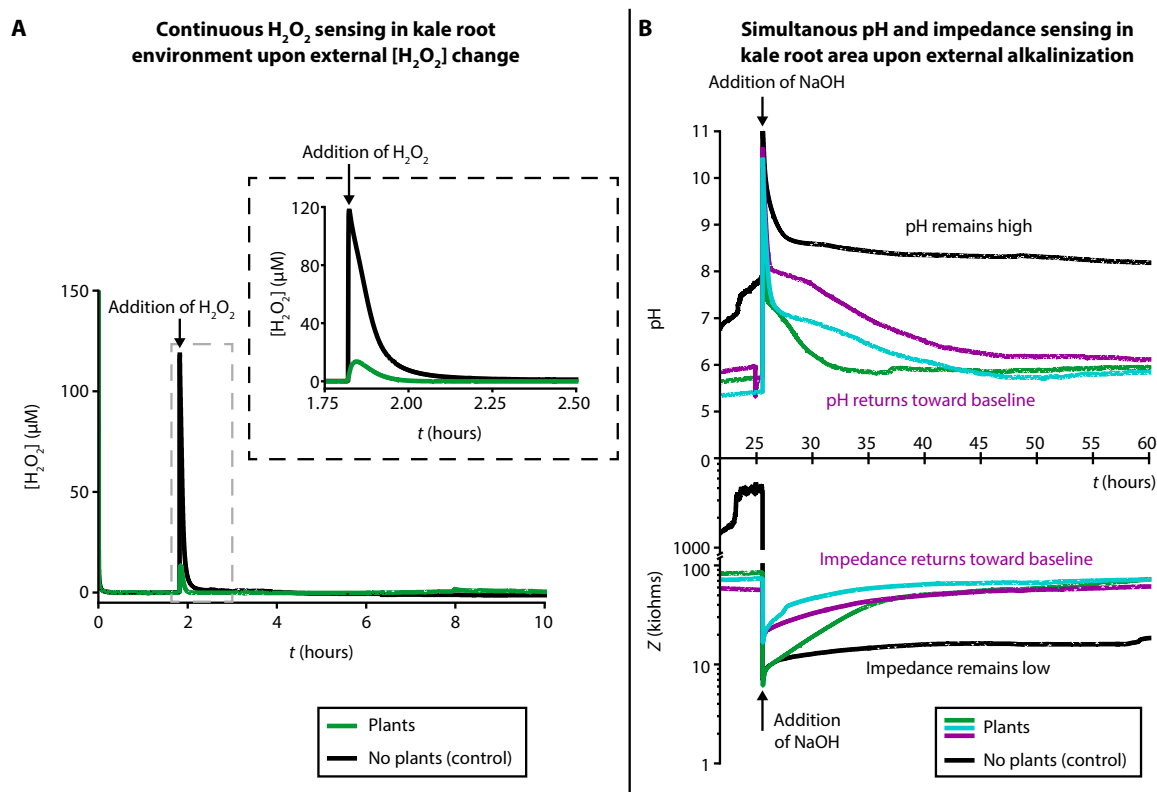 A
Continuous H₂O₂ sensing in kale root
environment upon external [H₂O₂] change
Addition of H₂O₂
120
80
40
0
[H₂O₂] (µM)
1.75
2.00
2.25
2.50
t (hours)
150
100
50
0
[H₂O₂] (µM)
Addition of H₂O₂
0
2
4
6
8
10
t (hours)
Plants
No plants (control)
B
Simultanous pH and impedance sensing in
kale root area upon external alkalinization
Addition of NaOH
11
10
9
8
7
6
5
0
pH
pH remains high
pH returns toward baseline
25
30
35
40
45
50
55
60
t (hours)
1000
100
10
1
Z (kiohms)
Impedance returns toward baseline
Impedance remains low
Addition
of NaOH
Plants
No plants (control)